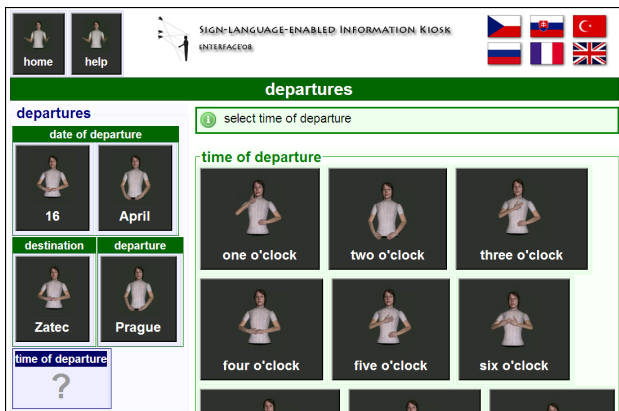 home
help
SIGN-LANGUAGE-ENABLED INFORMATION KIOSK
ENTERFACE'08
departures
departures
date of departure
16
April
destination
departure
Zatec
Prague
time of departure
?
select time of departure
time of departure
one o'clock
two o'clock
three o'clock
four o'clock
five o'clock
six o'clock